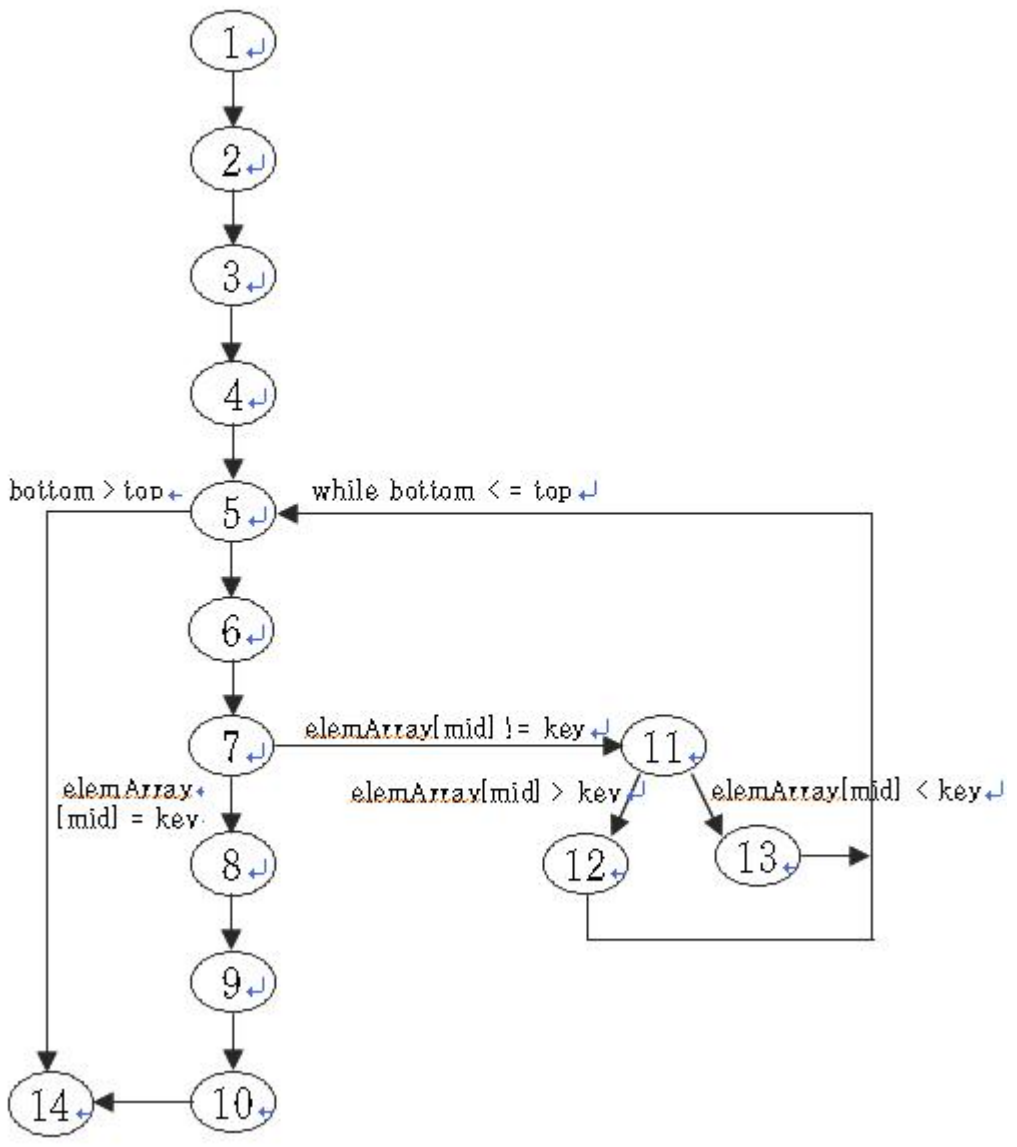 1
2
3
4
bottom > top
while bottom < = top
5
6
7
elemArray[mid] != key
11
elemArray
[mid] = key
elemArray[mid] > key
elemArray[mid] < key
8
12
13
9
14
10